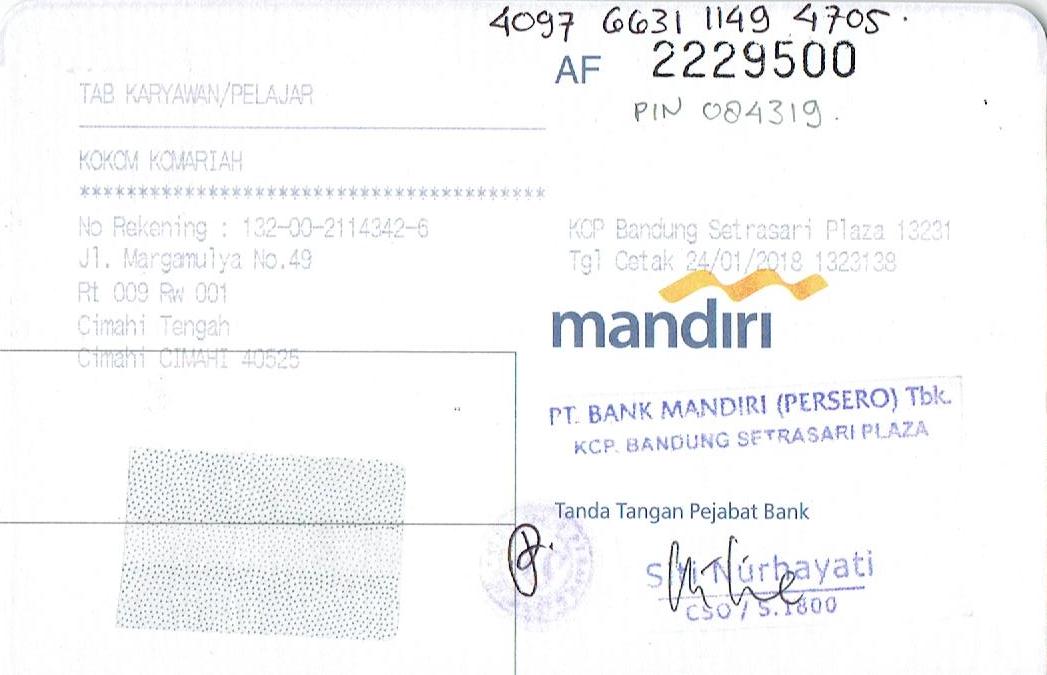 4097 6631 1149 4705.
AF 2229500
TAB KARYAWAN/PELAJAR
PIN 084319.
KOKOM KOMARIAH
****************************************
No Rekening : 132-00-2114342-6
KCP Bandung Setrasari Plaza 13231
Jl. Margamulya No.49
Tgl Cetak 24/01/2018 1323138
Rt 009 Rw 001
Cimahi Tengah
Cimahi CIMAHI 40525
mandiri
PT. BANK MANDIRI (PERSERO) Tbk.
KCP. BANDUNG SETRASARI PLAZA
Tanda Tangan Pejabat Bank
Nurhayati
CSO / S.1800